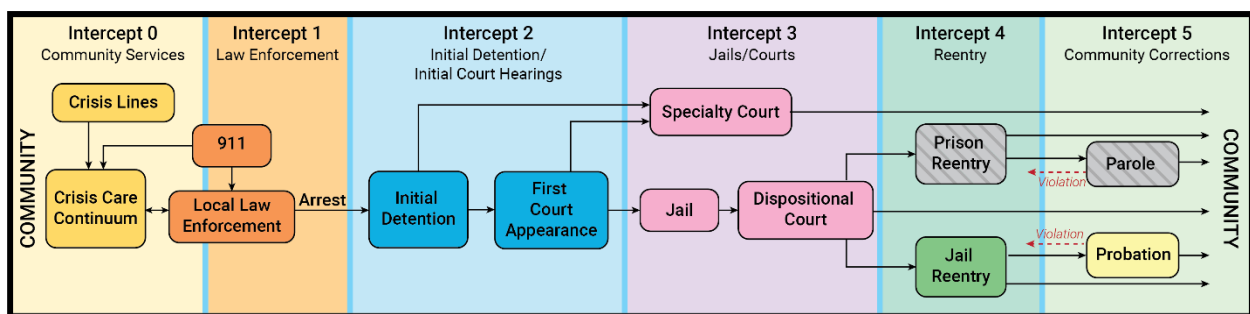 Intercept 0
Community Services
Intercept 1
Law Enforcement
Intercept 2
Initial Detention/
Initial Court Hearings
Intercept 3
Jails/Courts
Intercept 4
Reentry
Intercept 5
Community Corrections
COMMUNITY
Crisis Lines
911
Crisis Care
Continuum
Local Law
Enforcement
Arrest
Initial
Detention
First
Court
Appearance
Specialty Court
Jail
Dispositional
Court
Prison
Reentry
Parole
Violation
Jail
Reentry
Violation
Probation
COMMUNITY